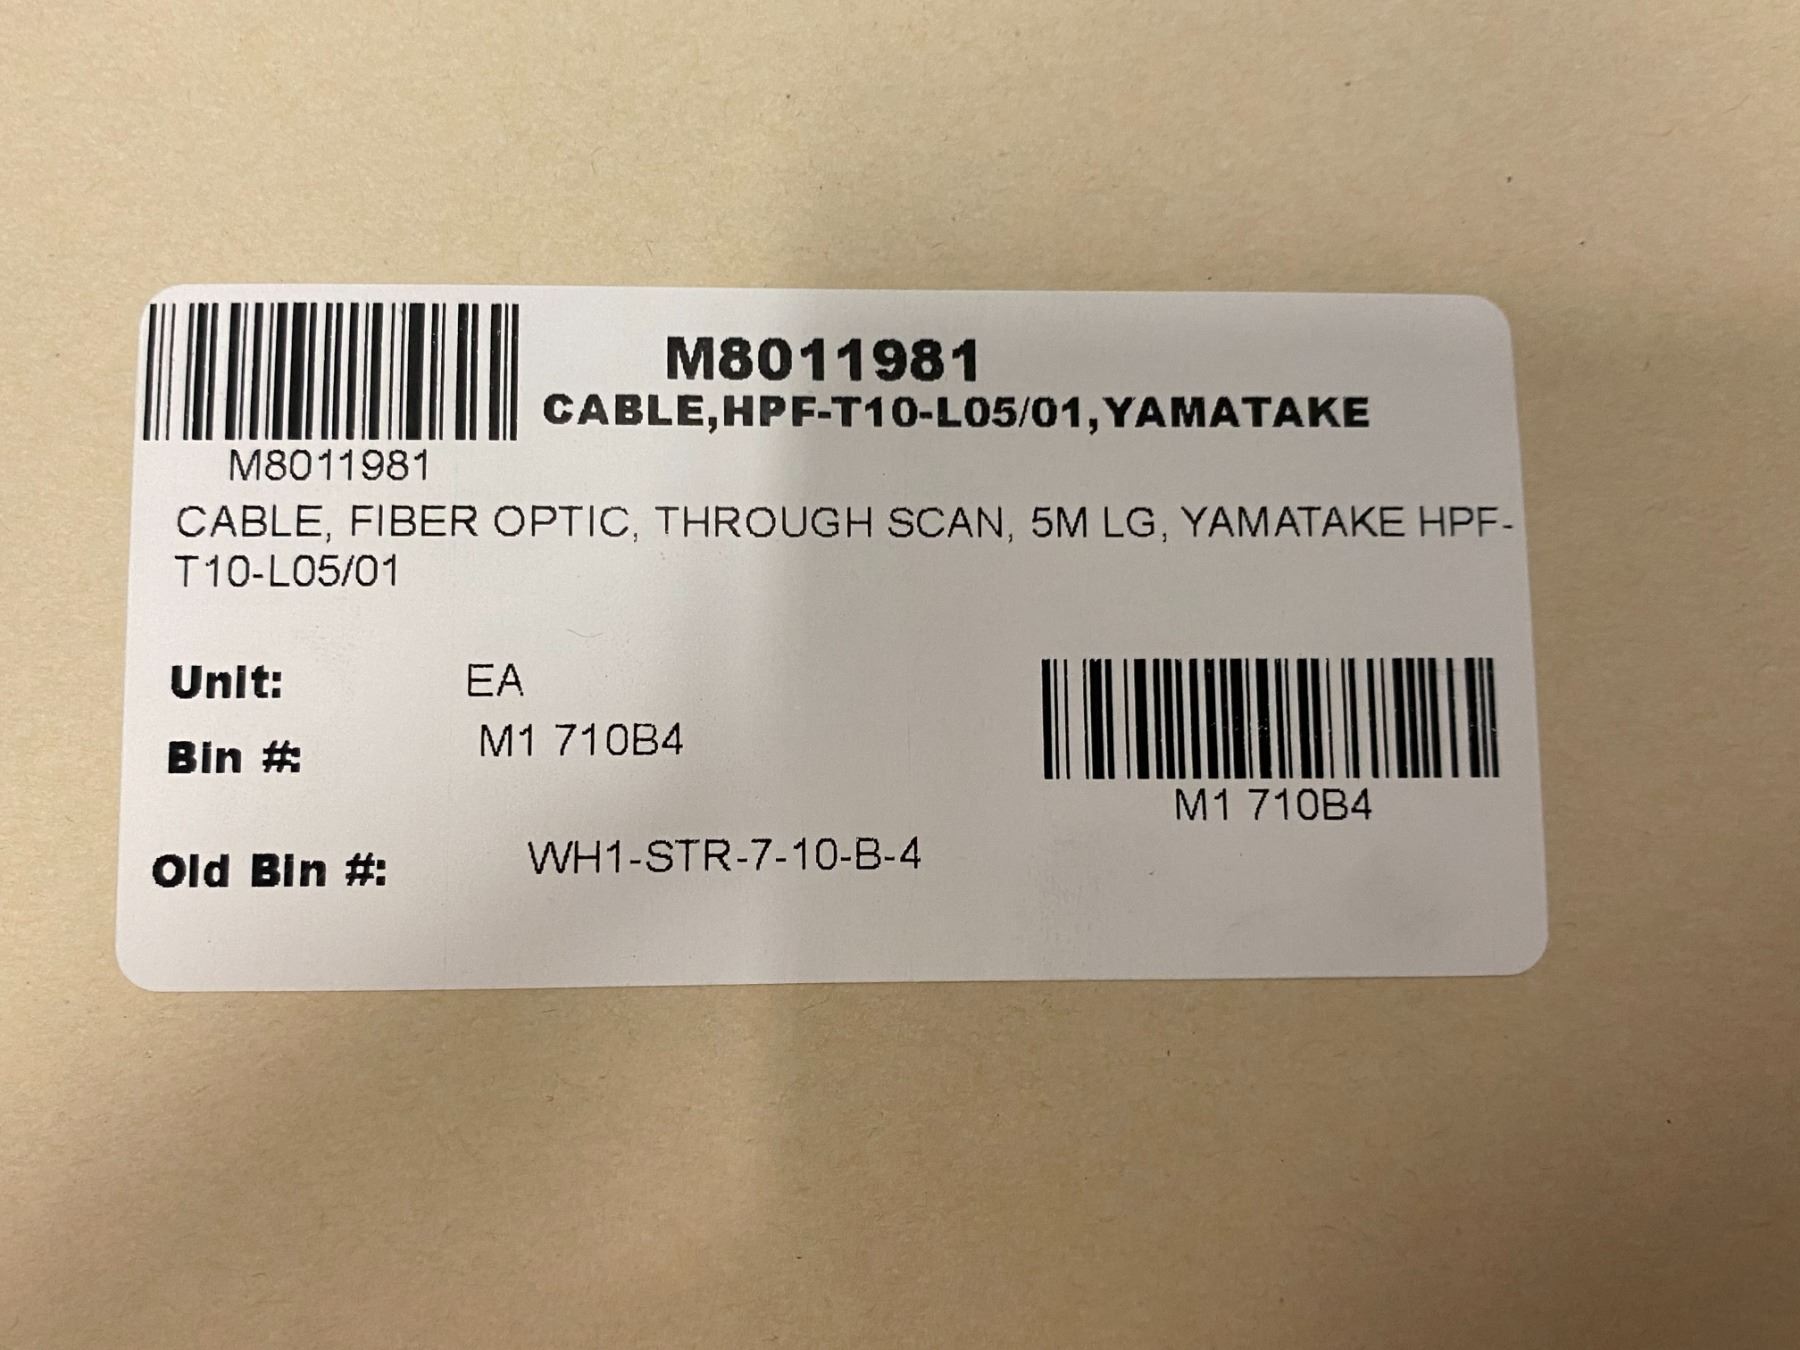 M8011981
CABLE,HPF-T10-L05/01,YAMATAKE
M8011981
CABLE, FIBER OPTIC, THROUGH SCAN, 5M LG, YAMATAKE HPF-
T10-L05/01
Unit: EA
Bin #: M1 710B4
M1 710B4
Old Bin #: WH1-STR-7-10-B-4